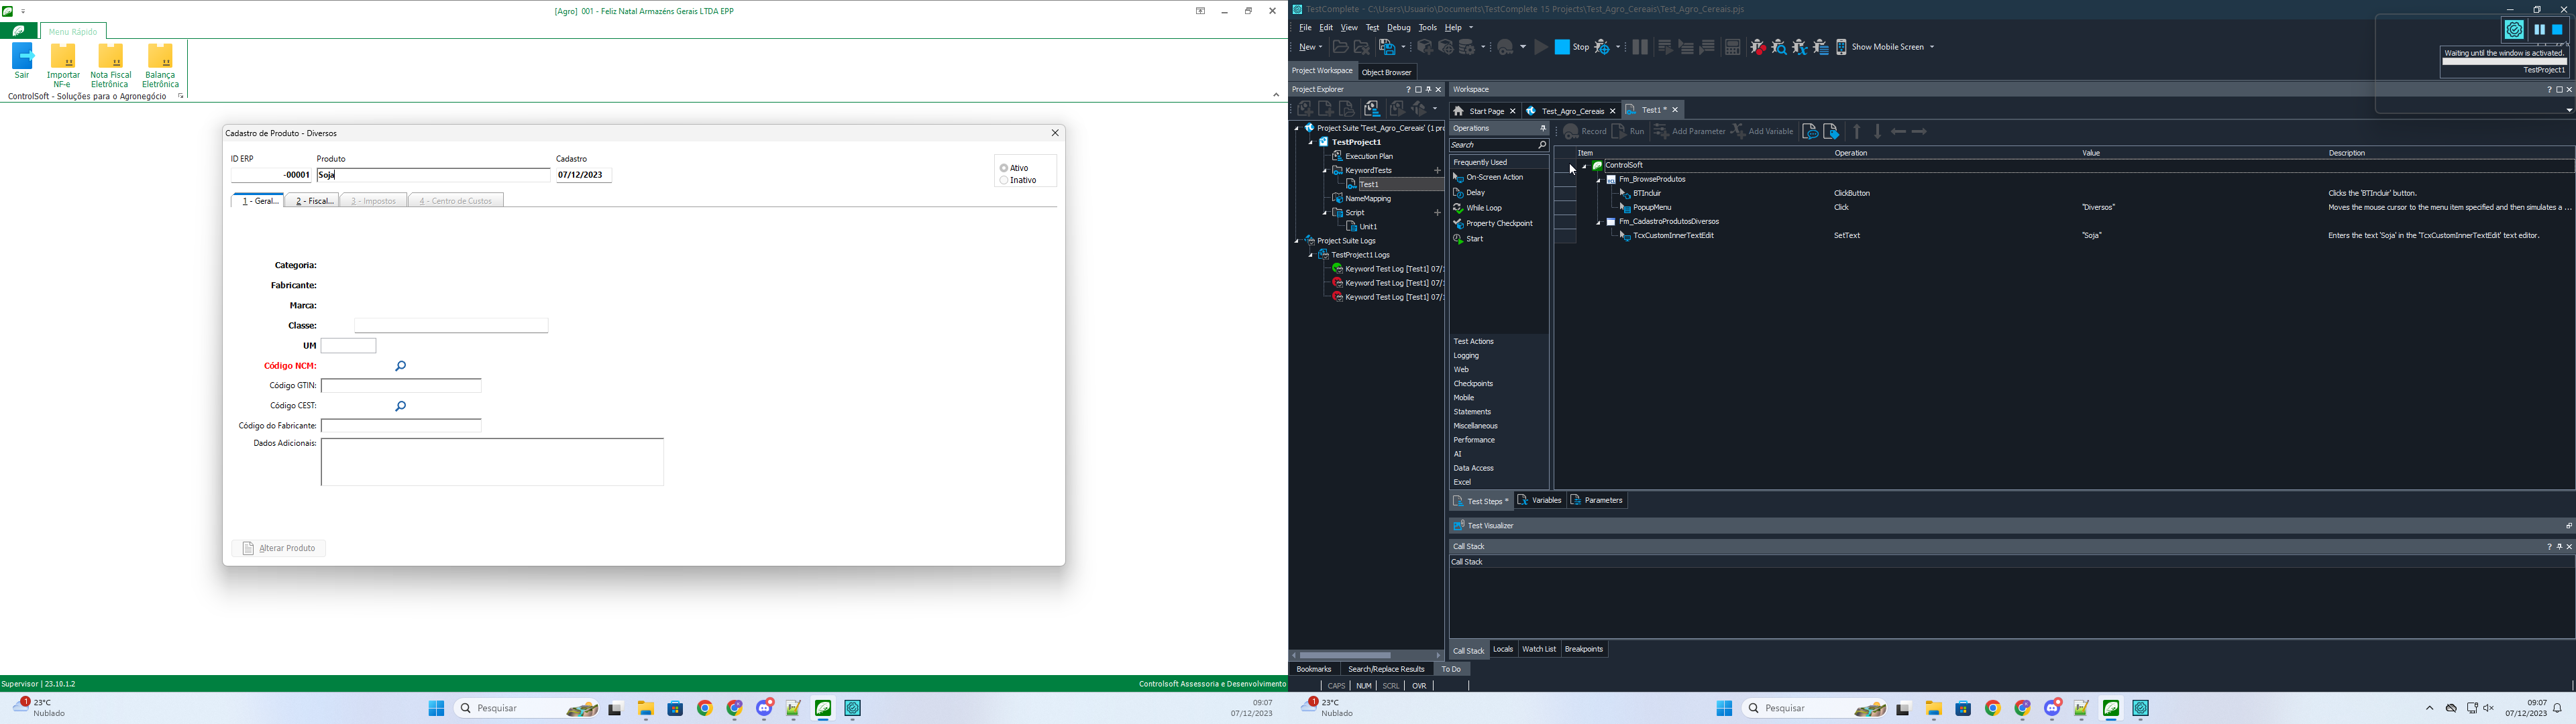 [Agro] 001 - Feliz Natal Armazéns Gerais LTDA EPP
Menu Rápido
Sair
Importar NF-e
Nota Fiscal Eletrônica
Balança Eletrônica
ControlSoft - Soluções para o Agronegócio
Cadastro de Produto - Diversos
ID ERP
Produto
Cadastro
-00001
Soja
07/12/2023
Ativo
Inativo
1 - Geral...
2 - Fiscal...
3 - Impostos
4 - Centro de Custos
Categoria:
Fabricante:
Marca:
Classe:
UM
Código NCM:
Código GTIN:
Código CEST:
Código do Fabricante:
Dados Adicionais:
Alterar Produto
Supervisor | 23.10.1.2
Controlsoft Assessoria e Desenvolvimento
1
23°C
Nublado
Pesquisar
09:07
07/12/2023
TestComplete - C:\Users\Usuario\Documents\TestComplete 15 Projects\Test_Agro_Cereais\Test_Agro_Cereais.pjs
File Edit View Test Debug Tools Help
New
Stop
Show Mobile Screen
Waiting until the window is activated.
TestProject1
Project Workspace
Object Browser
Project Explorer
Workspace
Start Page
Test_Agro_Cereais
Test1 *
Operations
Record
Run
Add Parameter
Add Variable
Project Suite 'Test_Agro_Cereais' (1 pro
TestProject1
Execution Plan
KeywordTests
Test1
NameMapping
Script
Unit1
Project Suite Logs
TestProject1 Logs
Keyword Test Log [Test1] 07/:
Keyword Test Log [Test1] 07/:
Keyword Test Log [Test1] 07/:
Search
Frequently Used
On-Screen Action
Delay
While Loop
Property Checkpoint
Start
Test Actions
Logging
Web
Checkpoints
Mobile
Statements
Miscellaneous
Performance
AI
Data Access
Excel
Item Operation Value Description
ControlSoft
Fm_BrowseProdutos
BTIncluir ClickButton Clicks the 'BTIncluir' button.
PopupMenu Click "Diversos" Moves the mouse cursor to the menu item specified and then simulates a ...
Fm_CadastroProdutosDiversos
TcxCustomInnerTextEdit SetText "Soja" Enters the text 'Soja' in the 'TcxCustomInnerTextEdit' text editor.
Test Steps *
Variables
Parameters
Test Visualizer
Call Stack
Call Stack
Call Stack
Locals
Watch List
Breakpoints
Bookmarks
Search/Replace Results
To Do
CAPS NUM SCRL OVR
1
23°C
Nublado
Pesquisar
09:07
07/12/2023